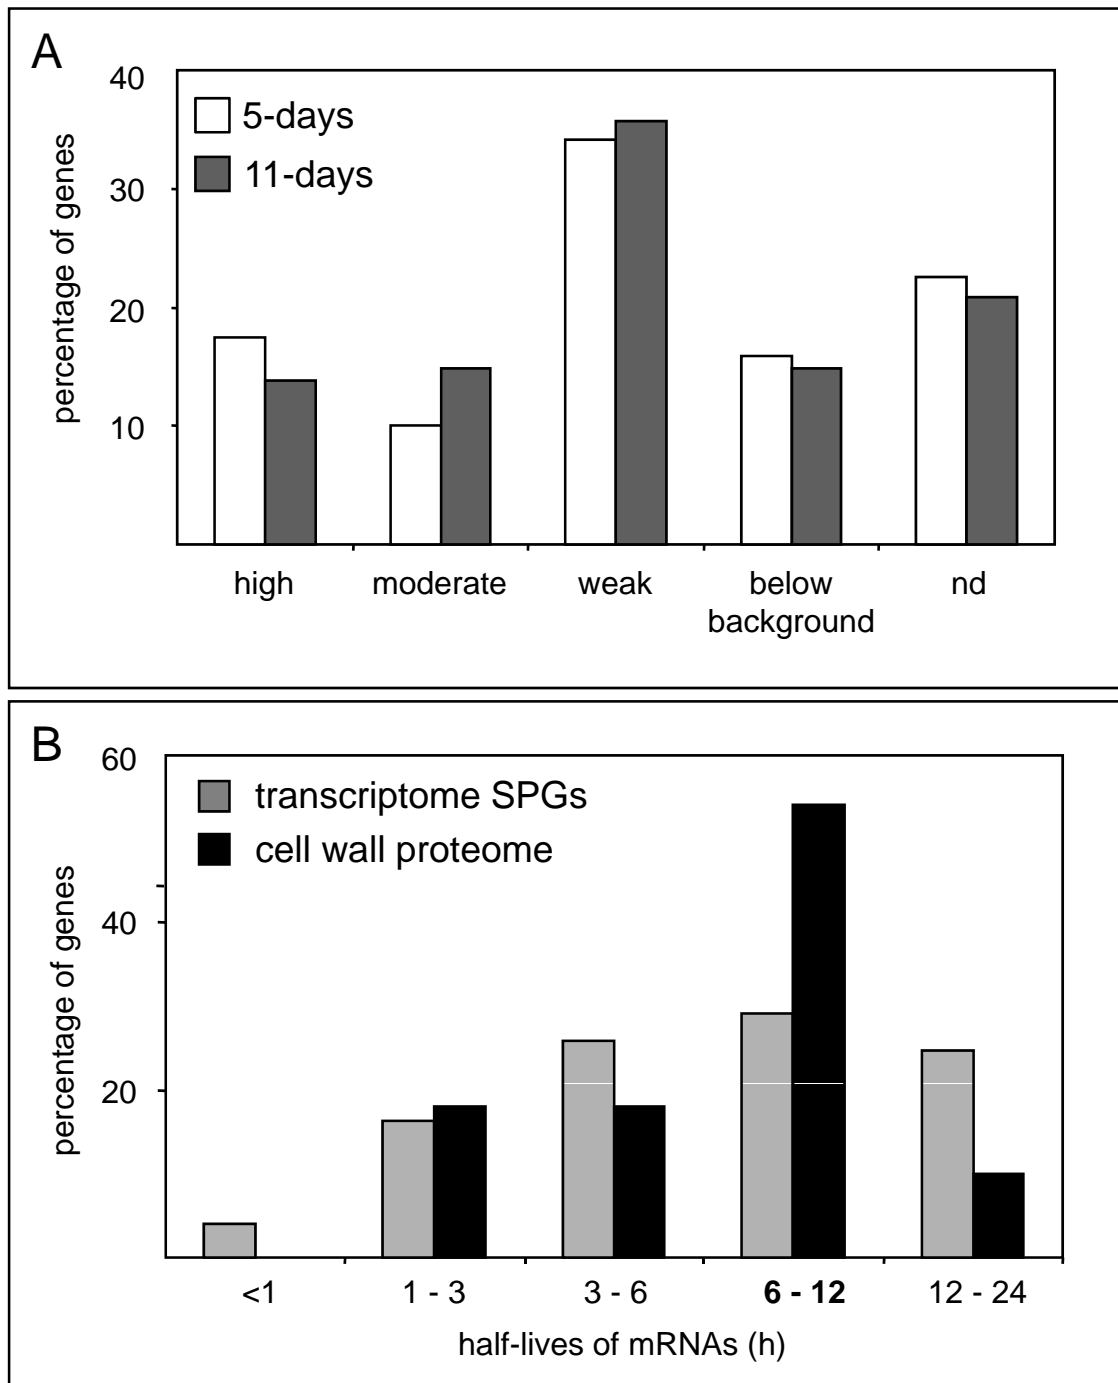 A
40
30
20
10
percentage of genes
5-days
11-days
high moderate weak below nd
background
B
60
40
20
percentage of genes
transcriptome SPGs
cell wall proteome
<1 1 - 3 3 - 6 6 - 12 12 - 24
half-lives of mRNAs (h)